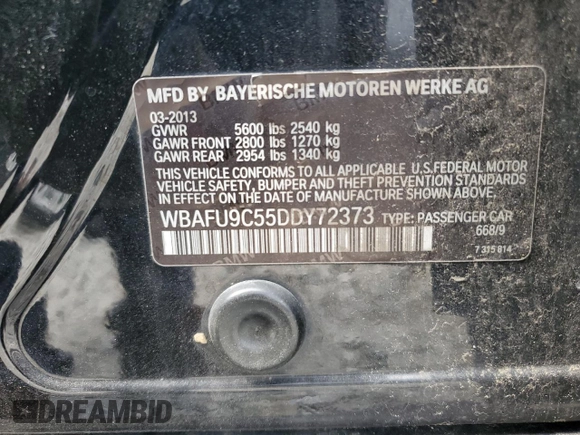 MFD BY BAYERISCHE MOTOREN WERKE AG
03-2013
GVWR 5600 lbs 2540 kg
GAWR FRONT 2800 lbs 1270 kg
GAWR REAR 2954 lbs 1340 kg
THIS VEHICLE CONFORMS TO ALL APPLICABLE U.S.FEDERAL MOTOR
VEHICLE SAFETY, BUMPER AND THEFT PREVENTION STANDARDS
IN EFFECT ON THE DATE OF MANUFACTURE SHOWN ABOVE.
WBAFU9C55DDY72373 TYPE: PASSENGER CAR
668/9
7 315 814
DREAMBID